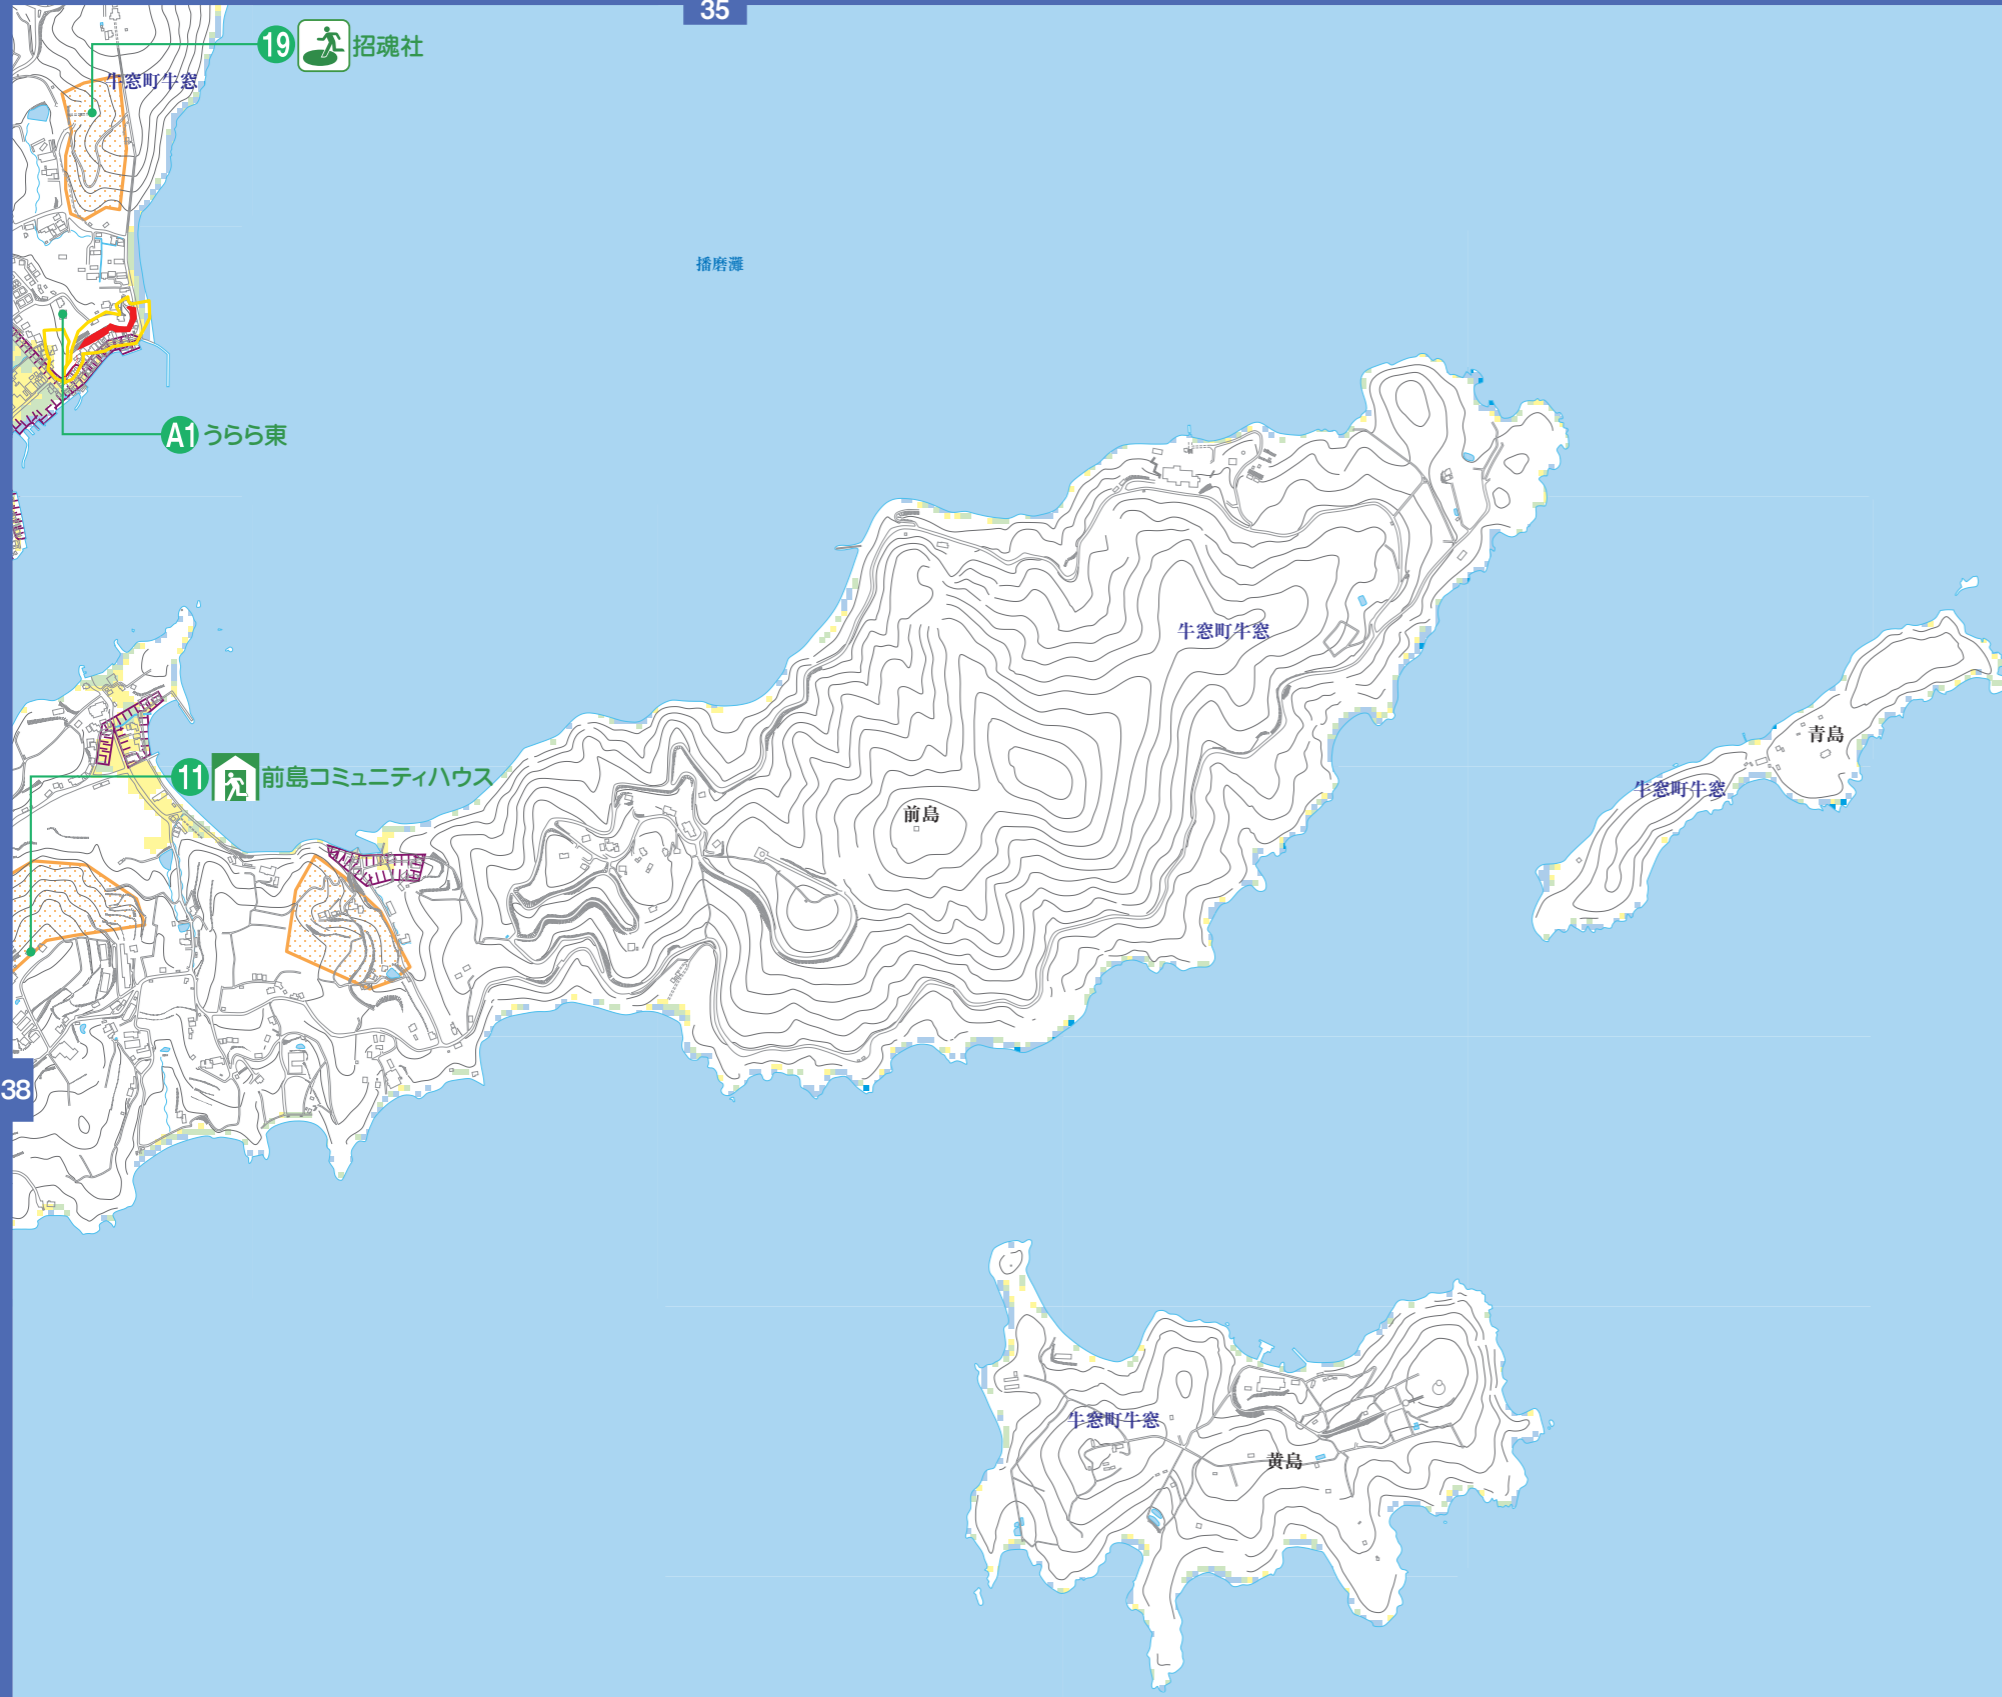 35
19 招魂社
牛窓町牛窓
播磨灘
A1 うらら東
牛窓町牛窓
青島
牛窓町牛窓
11 前島コミュニティハウス
前島
38
牛窓町牛窓
黄島